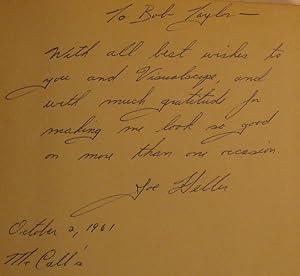 To Bob Taylor—
With all best wishes to
you and Visualscope, and
with much gratitude for
making me look so good
on more than one occasion.
Joe Heller
October 2, 1961
McCall's